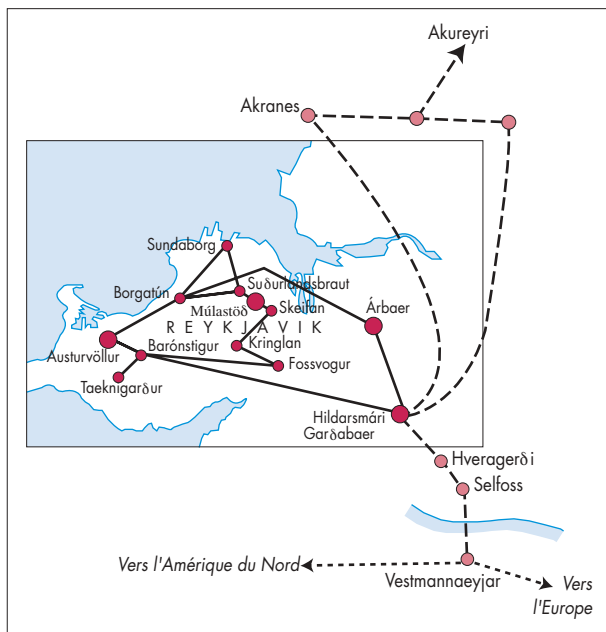 Akureyri
Akranes
Sundaborg
Suðurlandsbraut
Borgatún
Múlastöð
Skeifan
Árbaer
R E Y K J A V I K
Austurvöllur
Barónstigur
Kringlan
Fossvogur
Taeknigarður
Hildarsmári
Garðabaer
Hveragerði
Selfoss
Vers l'Amérique du Nord
Vestmannaeyjar
Vers
l'Europe